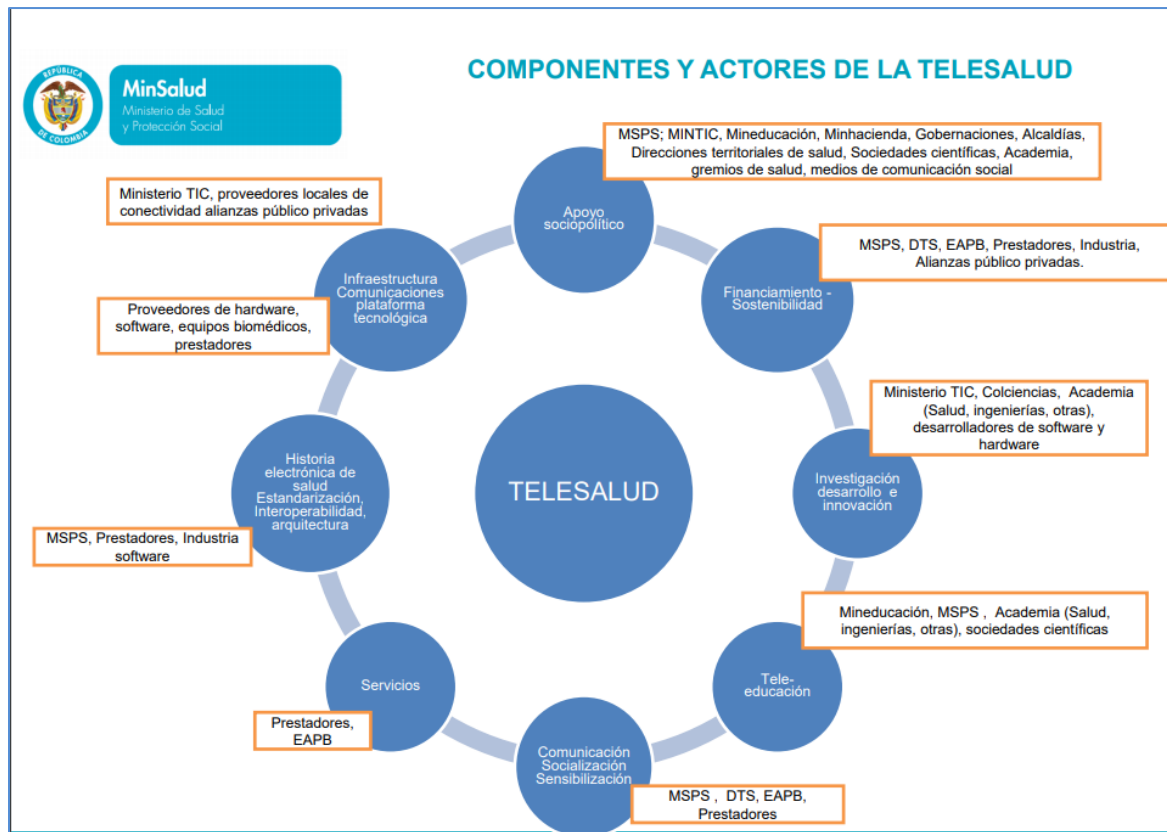 REPÚBLICA
DE COLOMBIA
MinSalud
Ministerio de Salud
y Protección Social
COMPONENTES Y ACTORES DE LA TELESALUD
MSPS; MINTIC, Mineducación, Minhacienda, Gobernaciones, Alcaldías,
Direcciones territoriales de salud, Sociedades científicas, Academia,
gremios de salud, medios de comunicación social
Apoyo
sociopolítico
Ministerio TIC, proveedores locales de
conectividad alianzas público privadas
Infraestructura
Comunicaciones
plataforma
tecnológica
Proveedores de hardware,
software, equipos biomédicos,
prestadores
MSPS, DTS, EAPB, Prestadores, Industria,
Alianzas público privadas.
Financiamiento -
Sostenibilidad
Ministerio TIC, Colciencias, Academia
(Salud, ingenierías, otras),
desarrolladores de software y
hardware
Investigación
desarrollo e
innovación
Historia
electrónica de
salud
Estandarización,
Interoperabilidad,
arquitectura
MSPS, Prestadores, Industria
software
TELESALUD
Mineducación, MSPS , Academia (Salud,
ingenierías, otras), sociedades científicas
Tele-
educación
Servicios
Prestadores,
EAPB
Comunicación
Socialización
Sensibilización
MSPS , DTS, EAPB,
Prestadores